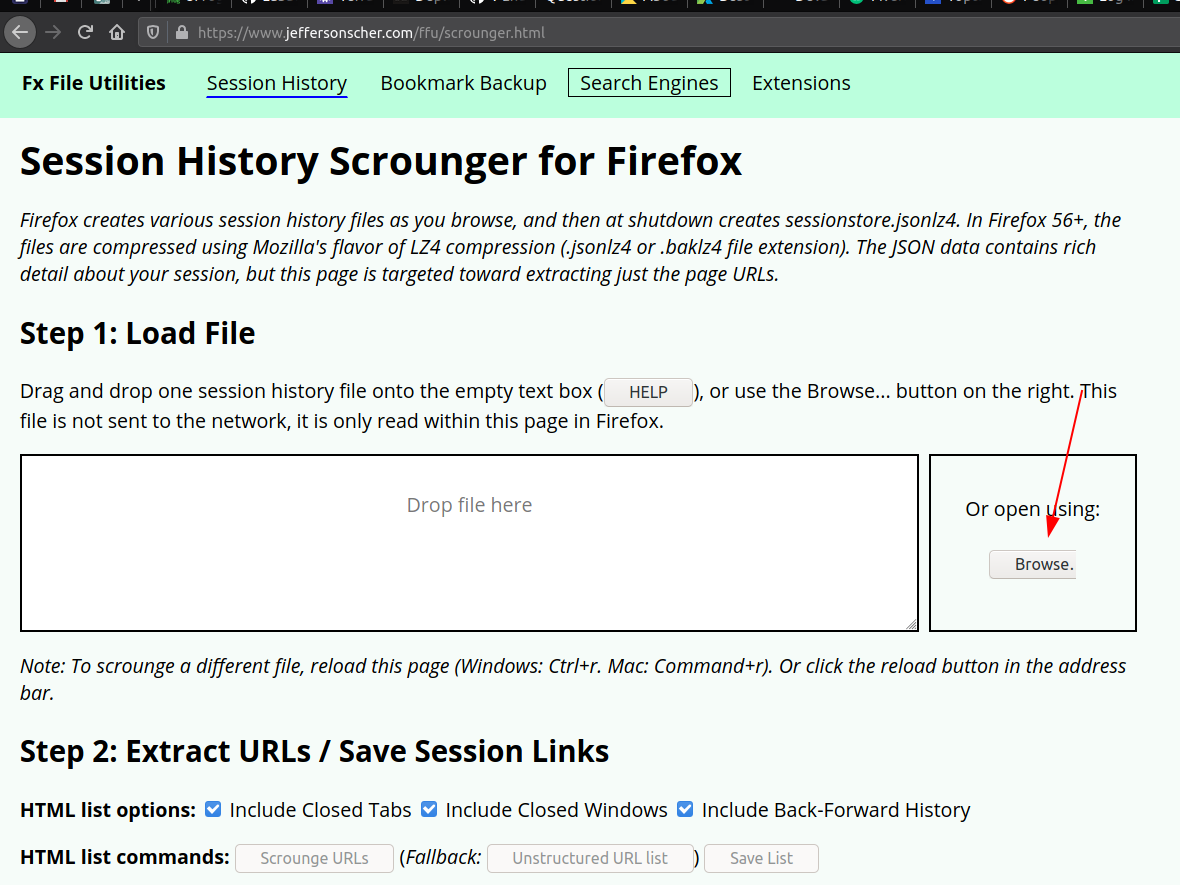 https://www.jeffersonscher.com/ffu/scrounger.html
Fx File Utilities Session History Bookmark Backup Search Engines Extensions
Session History Scrounger for Firefox
Firefox creates various session history files as you browse, and then at shutdown creates sessionstore.jsonlz4. In Firefox 56+, the
files are compressed using Mozilla's flavor of LZ4 compression (.jsonlz4 or .baklz4 file extension). The JSON data contains rich
detail about your session, but this page is targeted toward extracting just the page URLs.
Step 1: Load File
Drag and drop one session history file onto the empty text box ( HELP ), or use the Browse... button on the right. This
file is not sent to the network, it is only read within this page in Firefox.
Drop file here
Or open using:
Browse.
Note: To scrounge a different file, reload this page (Windows: Ctrl+r. Mac: Command+r). Or click the reload button in the address
bar.
Step 2: Extract URLs / Save Session Links
HTML list options: Include Closed Tabs Include Closed Windows Include Back-Forward History
HTML list commands: Scrounge URLs (Fallback: Unstructured URL list ) Save List